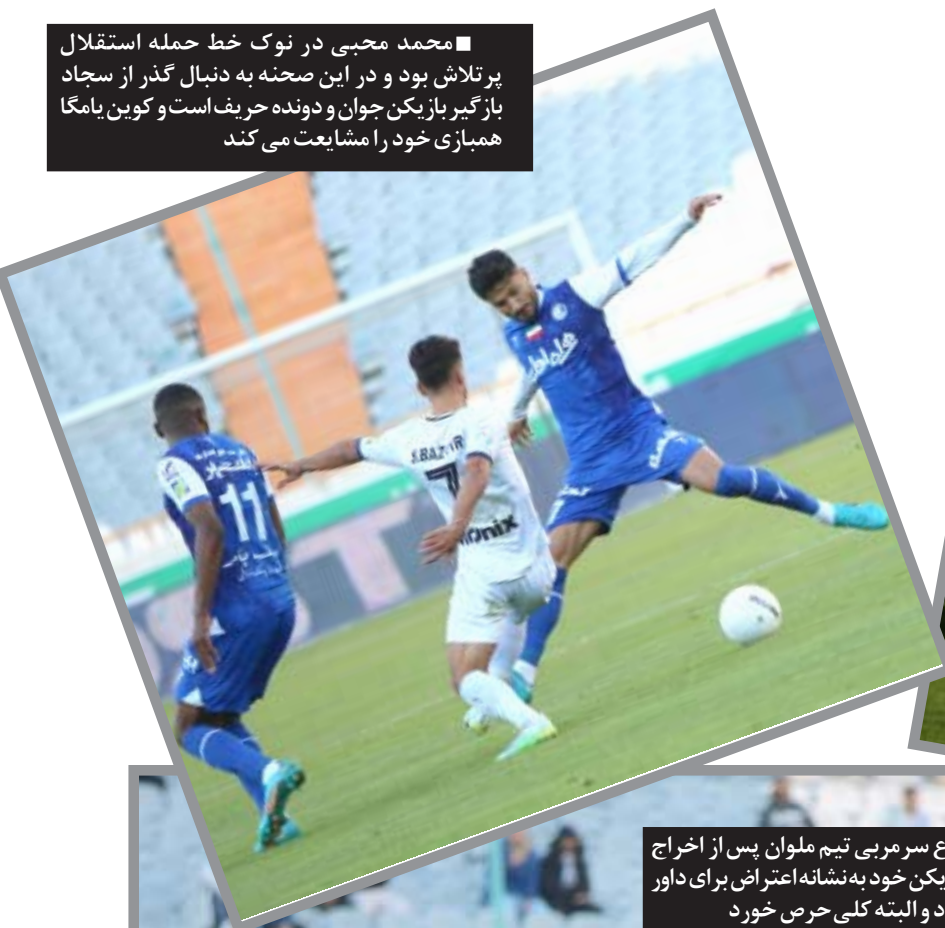 ■محمد محبی در نوک خط حمله استقلال
پرتلاش بود و در این صحنه به دنبال گذر از سجاد
بازگیر بازیکن جوان و دونده حریف است و کوین یامگا
همبازی خود را مشایعت می کند
11
7
ع سرمربی تیم ملوان پس از اخراج
یکن خود به نشانه اعتراض برای داور
د و البته کلی حرص خورد